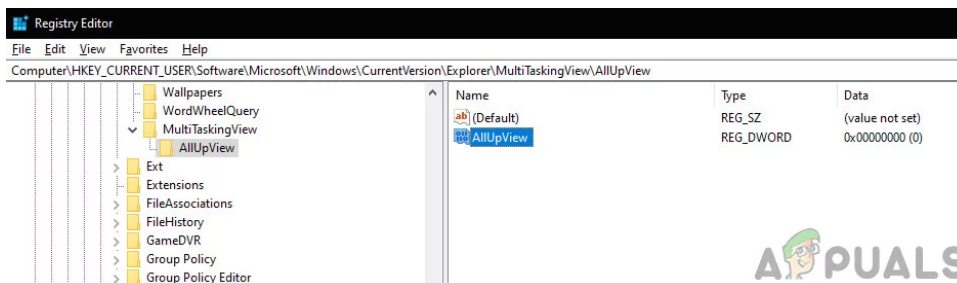 Registry Editor
File Edit View Favorites Help
Computer\HKEY_CURRENT_USER\Software\Microsoft\Windows\CurrentVersion\Explorer\MultiTaskingView\AllUpView
Wallpapers
WordWheelQuery
MultiTaskingView
AllUpView
Ext
Extensions
FileAssociations
FileHistory
GameDVR
Group Policy
Group Policy Editor
Name Type Data
ab (Default) REG_SZ (value not set)
AllUpView REG_DWORD 0x00000000 (0)
APPUALS